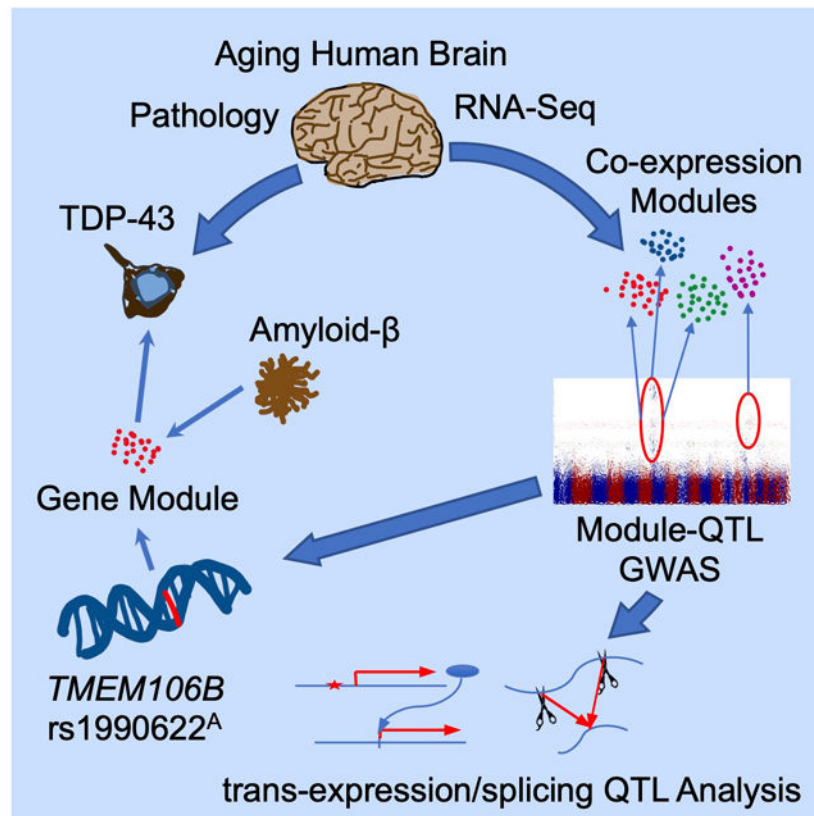 Aging Human Brain
Pathology
RNA-Seq
Co-expression
Modules
TDP-43
Amyloid-β
Gene Module
Module-QTL
GWAS
TMEM106B
rs1990622ᴬ
trans-expression/splicing QTL Analysis